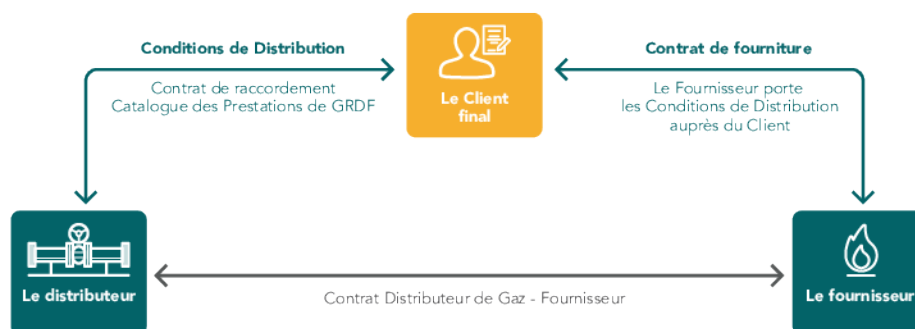 Conditions de Distribution
Contrat de raccordement
Catalogue des Prestations de GRDF
Le Client
final
Contrat de fourniture
Le Fournisseur porte
les Conditions de Distribution
auprès du Client
Le distributeur
Contrat Distributeur de Gaz - Fournisseur
Le fournisseur